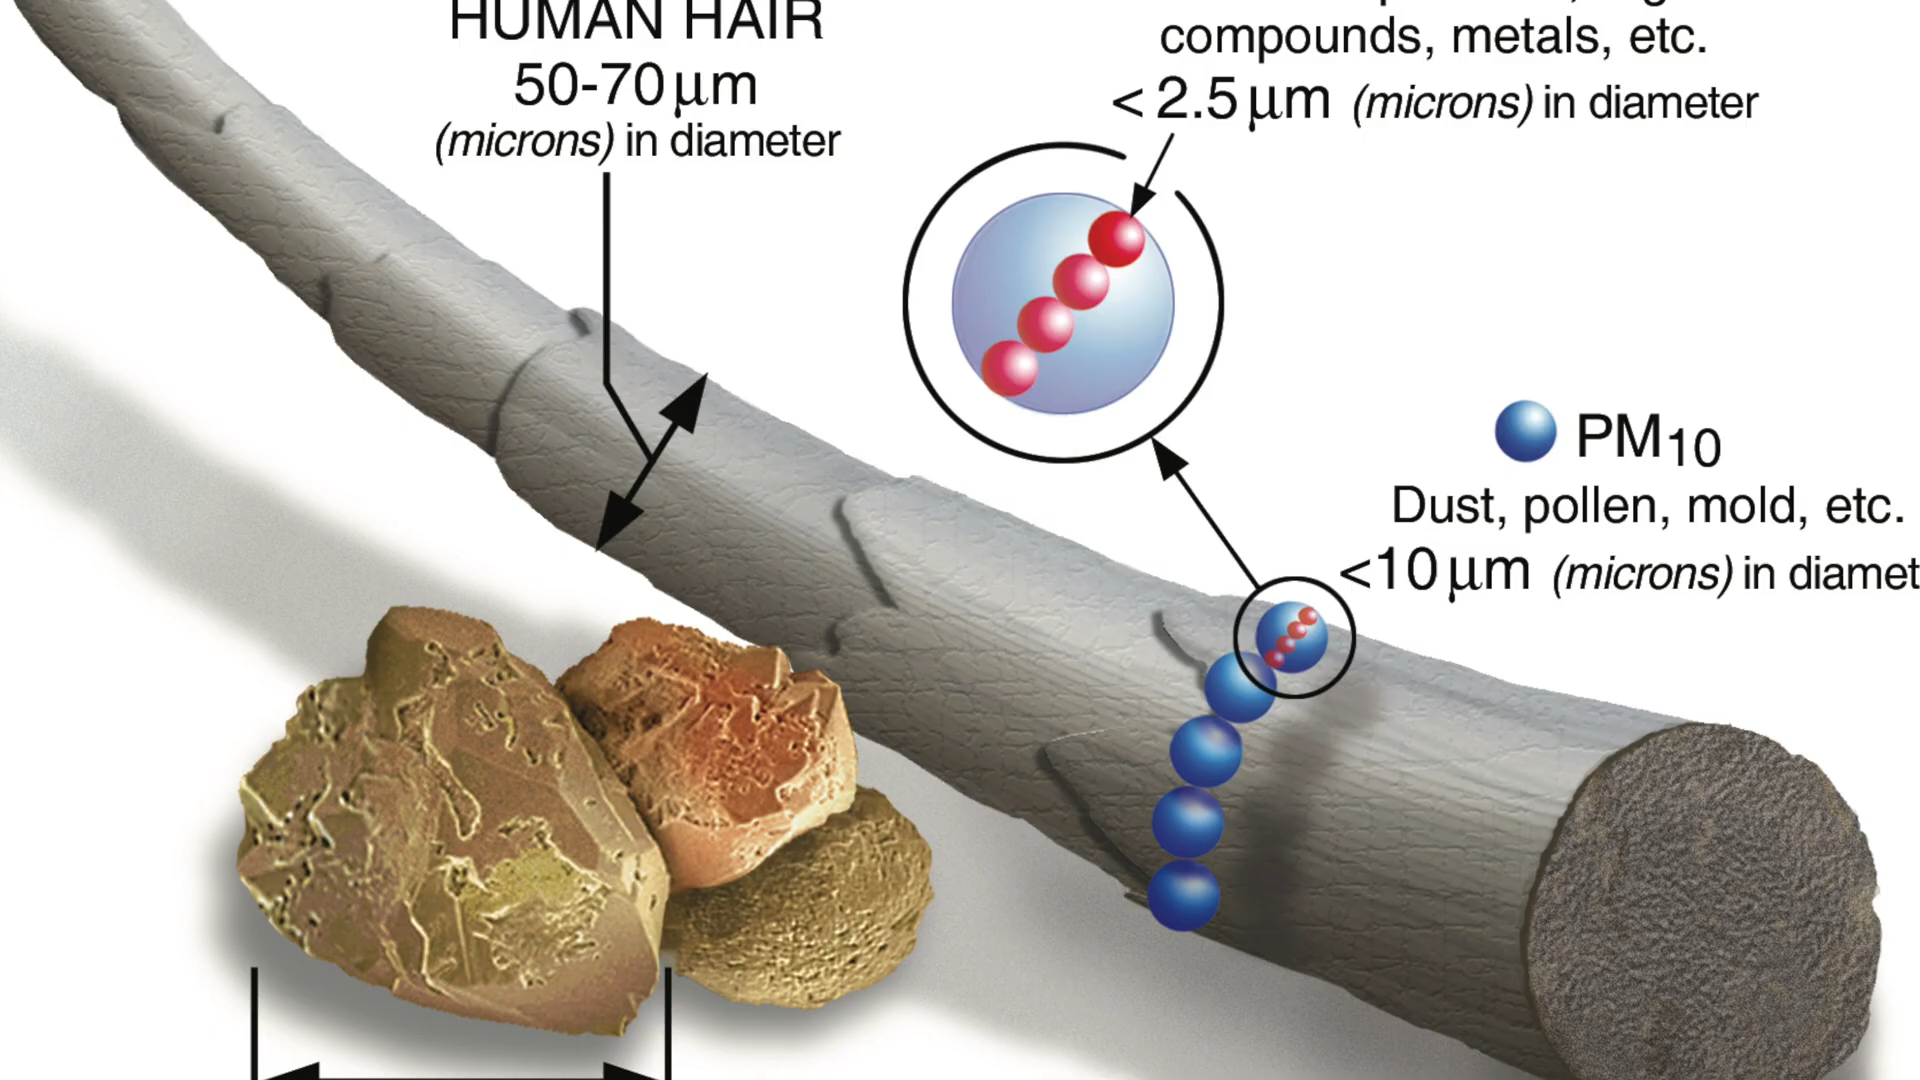 HUMAN HAIR
50-70 μm
(microns) in diameter
compounds, metals, etc.
< 2.5 μm (microns) in diameter
PM10
Dust, pollen, mold, etc.
<10 μm (microns) in diamet